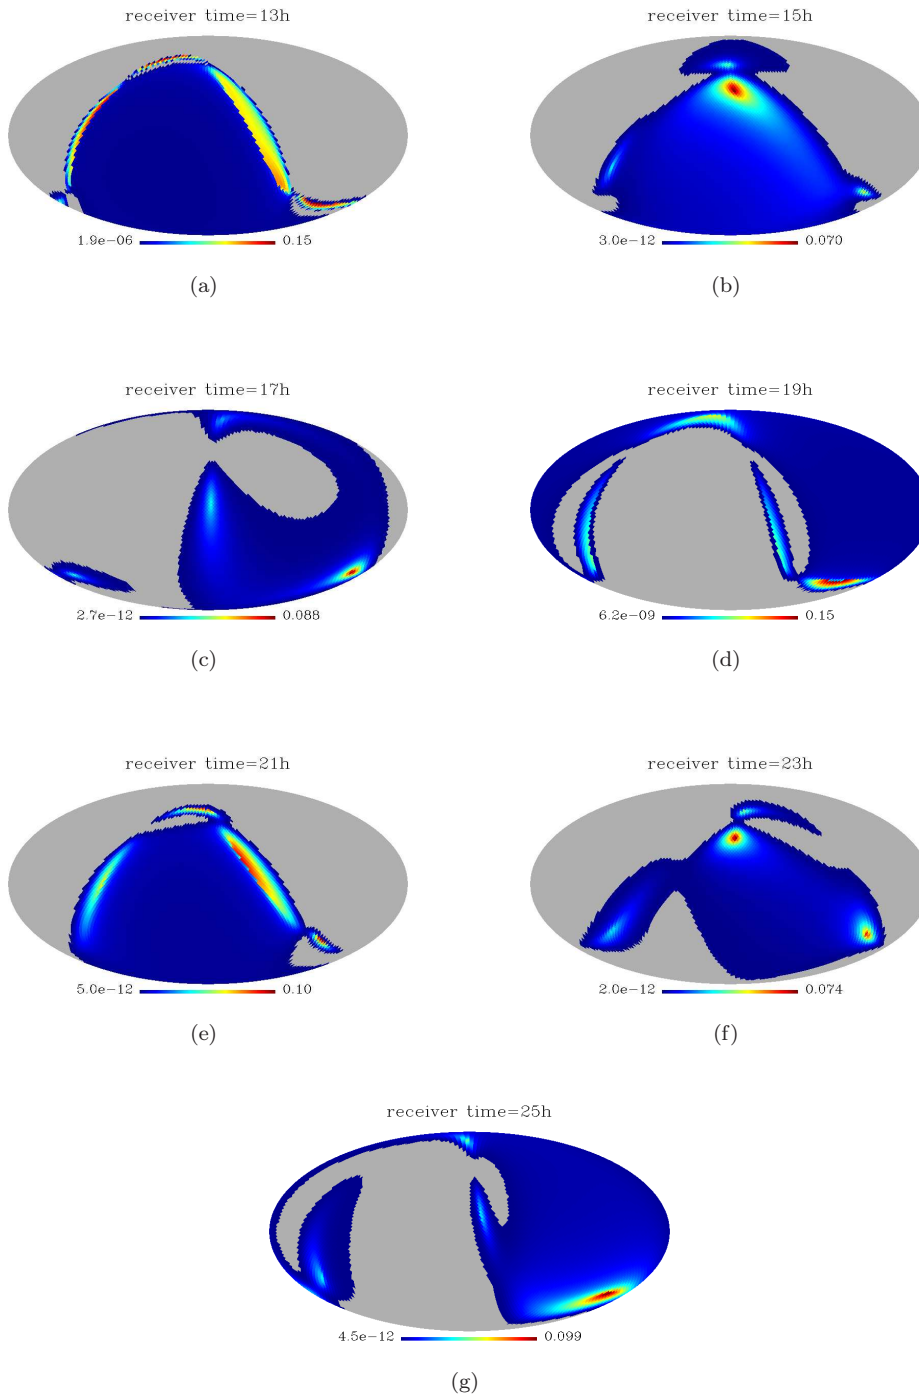 receiver time=13h
receiver time=15h
1.9e-06 0.15
3.0e-12 0.070
(a)
(b)
receiver time=17h
receiver time=19h
2.7e-12 0.088
6.2e-09 0.15
(c)
(d)
receiver time=21h
receiver time=23h
5.0e-12 0.10
2.0e-12 0.074
(e)
(f)
receiver time=25h
4.5e-12 0.099
(g)